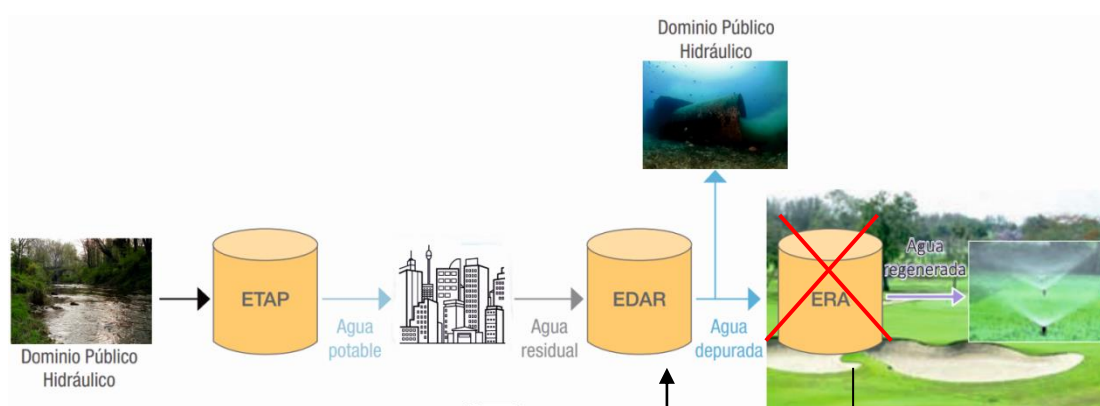 Dominio Público
Hidráulico
Dominio Público
Hidráulico
ETAP
Agua
potable
Agua
residual
EDAR
Agua
depurada
ERA
Agua
regenerada